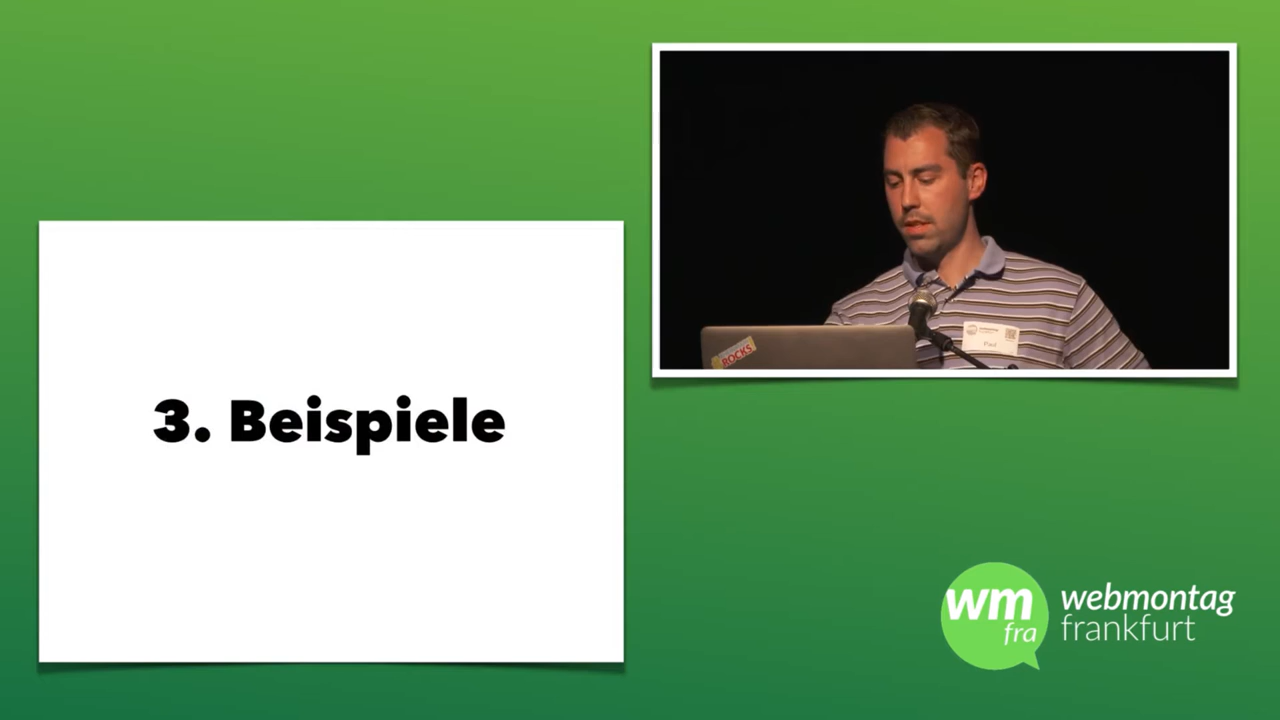 3. Beispiele
ROCKS
Paul
wm
fra
webmontag
frankfurt